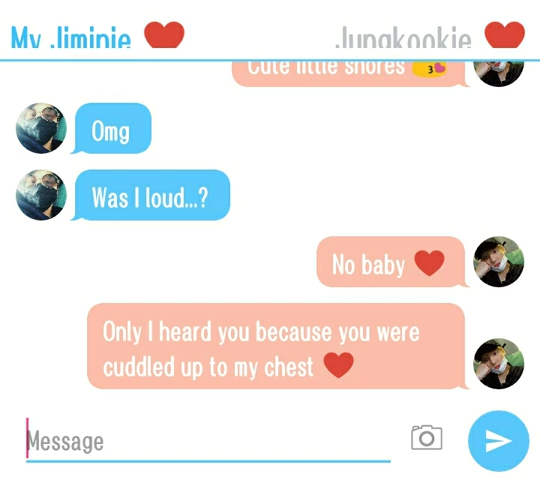 My Jiminie ❤️ Jungkookie ❤️
Cute little snores 😘
Omg
Was I loud...?
No baby ❤️
Only I heard you because you were
cuddled up to my chest ❤️
Message